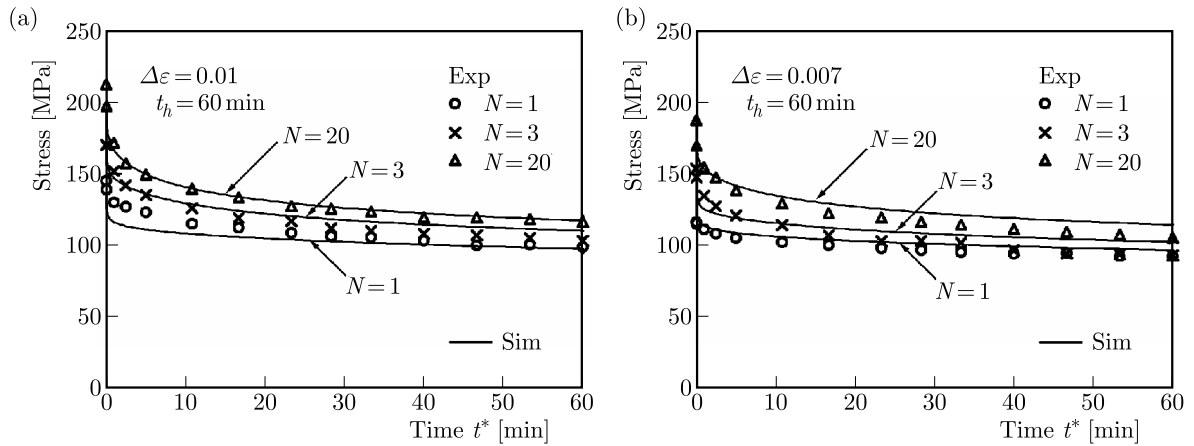 (a)
Stress [MPa]
250
200
150
100
50
0
Δε = 0.01
t_h = 60 min
Exp
N = 1
N = 3
N = 20
N = 20
N = 3
N = 1
Sim
0 10 20 30 40 50 60
Time t* [min]
(b)
Stress [MPa]
250
200
150
100
50
0
Δε = 0.007
t_h = 60 min
Exp
N = 1
N = 3
N = 20
N = 20
N = 3
N = 1
Sim
0 10 20 30 40 50 60
Time t* [min]